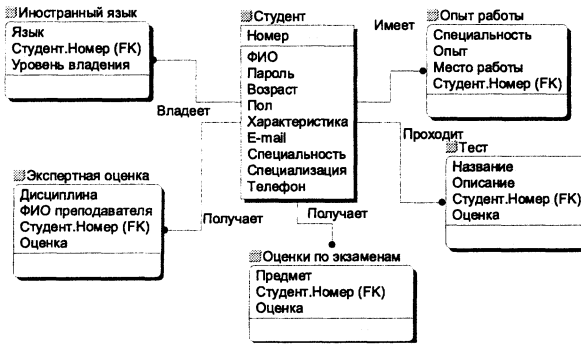 Иностранный язык
Язык
Студент.Номер (FK)
Уровень владения
Студент
Номер
ФИО
Пароль
Возраст
Пол
Характеристика
E-mail
Специальность
Специализация
Телефон
Имеет
Опыт работы
Специальность
Опыт
Место работы
Студент.Номер (FK)
Владеет
Проходит
Тест
Название
Описание
Студент.Номер (FK)
Оценка
Экспертная оценка
Дисциплина
ФИО преподавателя
Студент.Номер (FK)
Оценка
Получает
Получает
Оценки по экзаменам
Предмет
Студент.Номер (FK)
Оценка